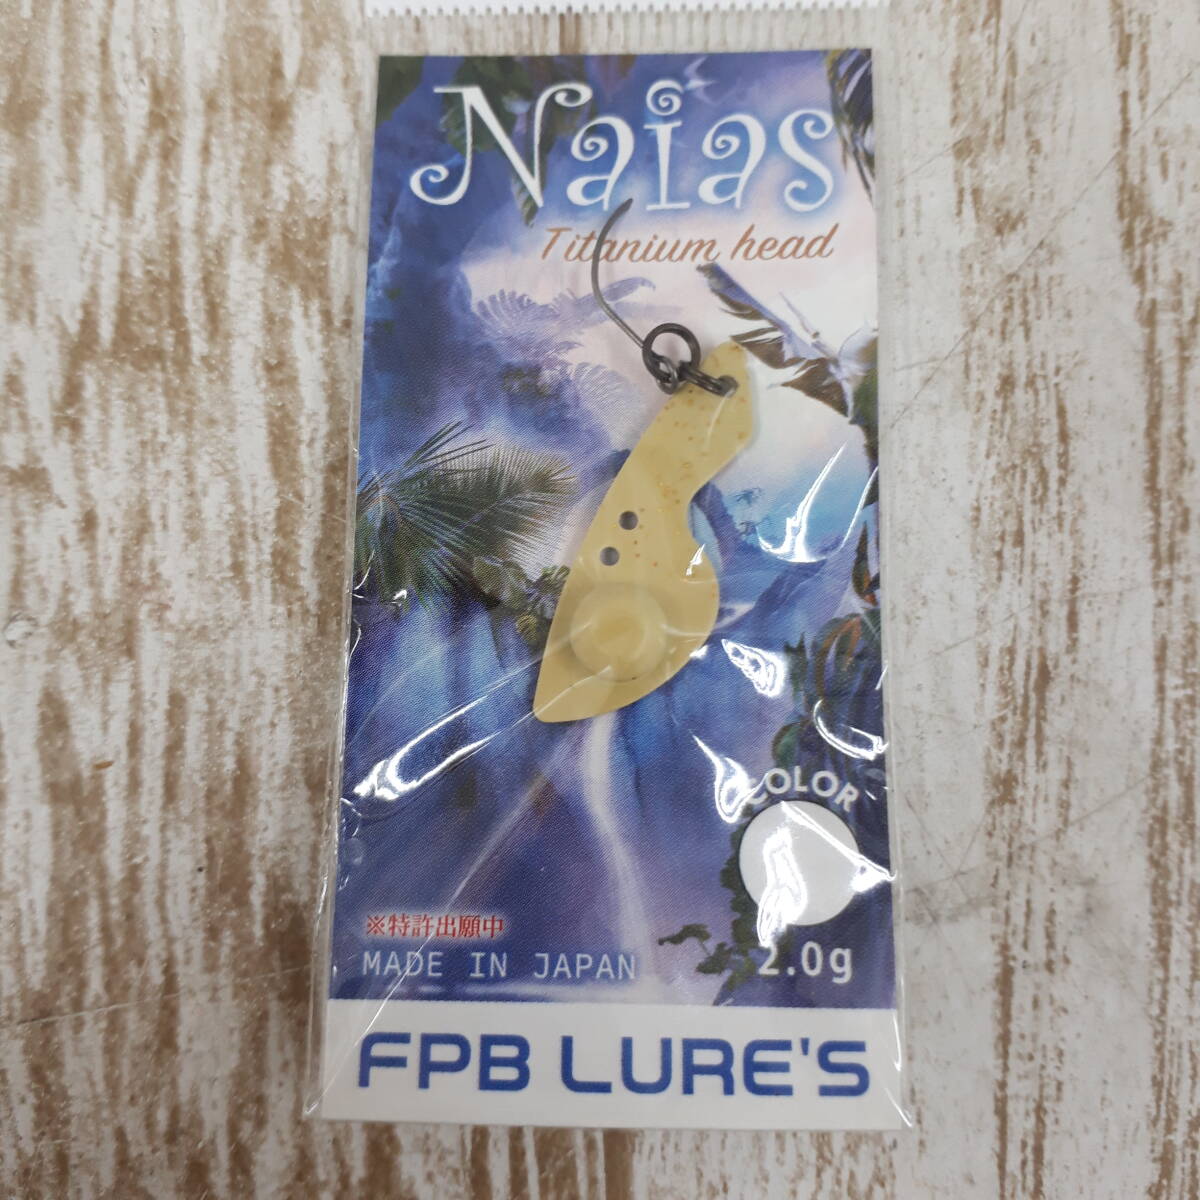 Naias
Titanium head
COLOR
※特許出願中
MADE IN JAPAN
2.0g
FPB LURE'S